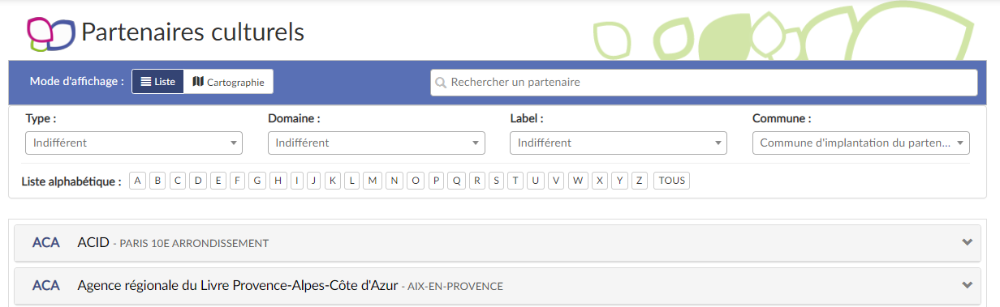 Partenaires culturels
Mode d'affichage : Liste Cartographie Rechercher un partenaire
Type : Domaine : Label : Commune :
Indifférent Indifférent Indifférent Commune d'implantation du parten...
Liste alphabétique : A B C D E F G H I J K L M N O P Q R S T U V W X Y Z TOUS
ACA ACID - PARIS 10E ARRONDISSEMENT
ACA Agence régionale du Livre Provence-Alpes-Côte d'Azur - AIX-EN-PROVENCE